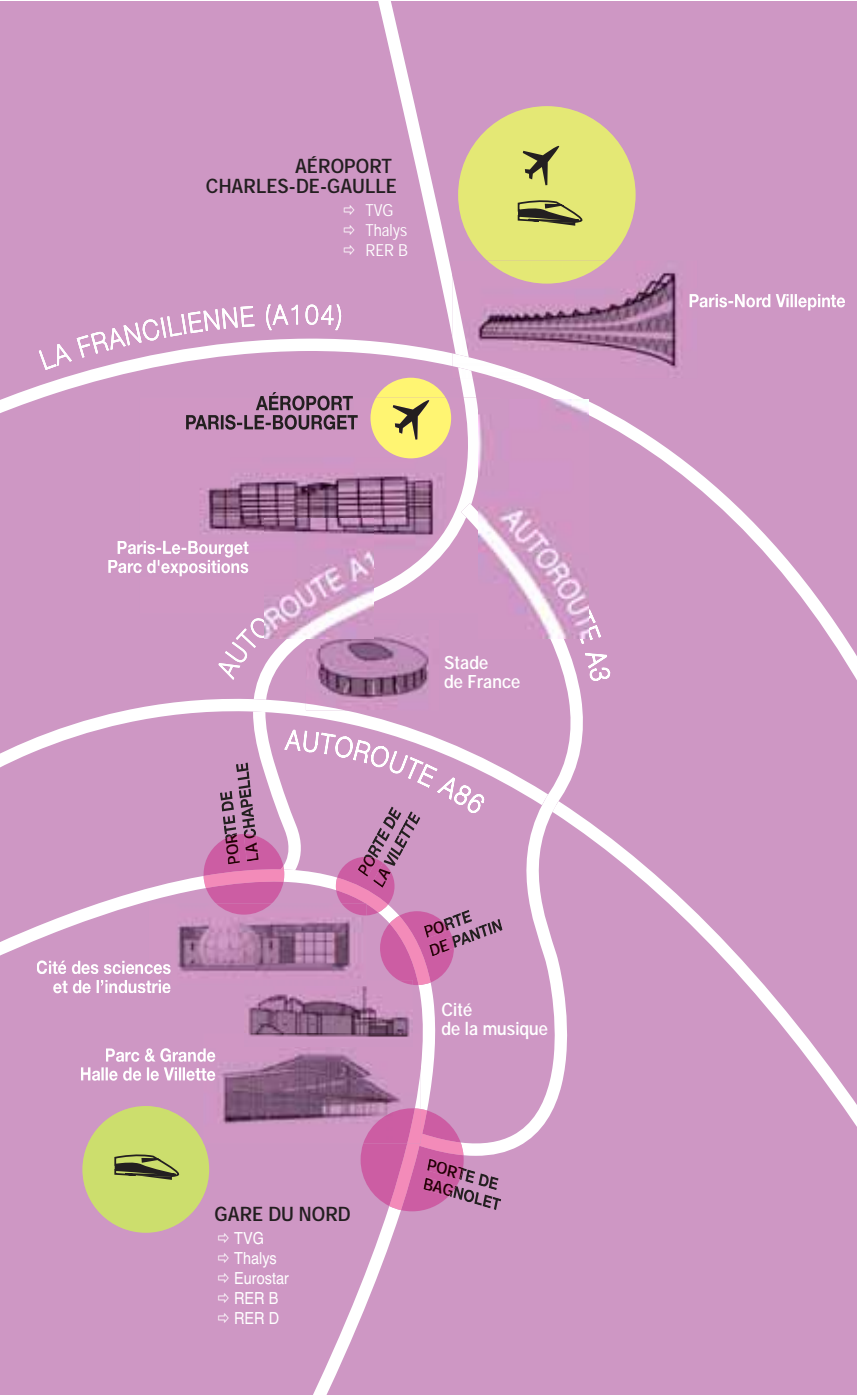 AÉROPORT
CHARLES-DE-GAULLE
⇨ TVG
⇨ Thalys
⇨ RER B
Paris-Nord Villepinte
LA FRANCILIENNE (A104)
AÉROPORT
PARIS-LE-BOURGET
Paris-Le-Bourget
Parc d'expositions
AUTOROUTE A1
AUTOROUTE A3
Stade
de France
AUTOROUTE A86
PORTE DE
LA CHAPELLE
PORTE DE
LA VILETTE
PORTE
DE PANTIN
Cité des sciences
et de l'industrie
Cité
de la musique
Parc & Grande
Halle de le Villette
PORTE DE
BAGNOLET
GARE DU NORD
⇨ TVG
⇨ Thalys
⇨ Eurostar
⇨ RER B
⇨ RER D